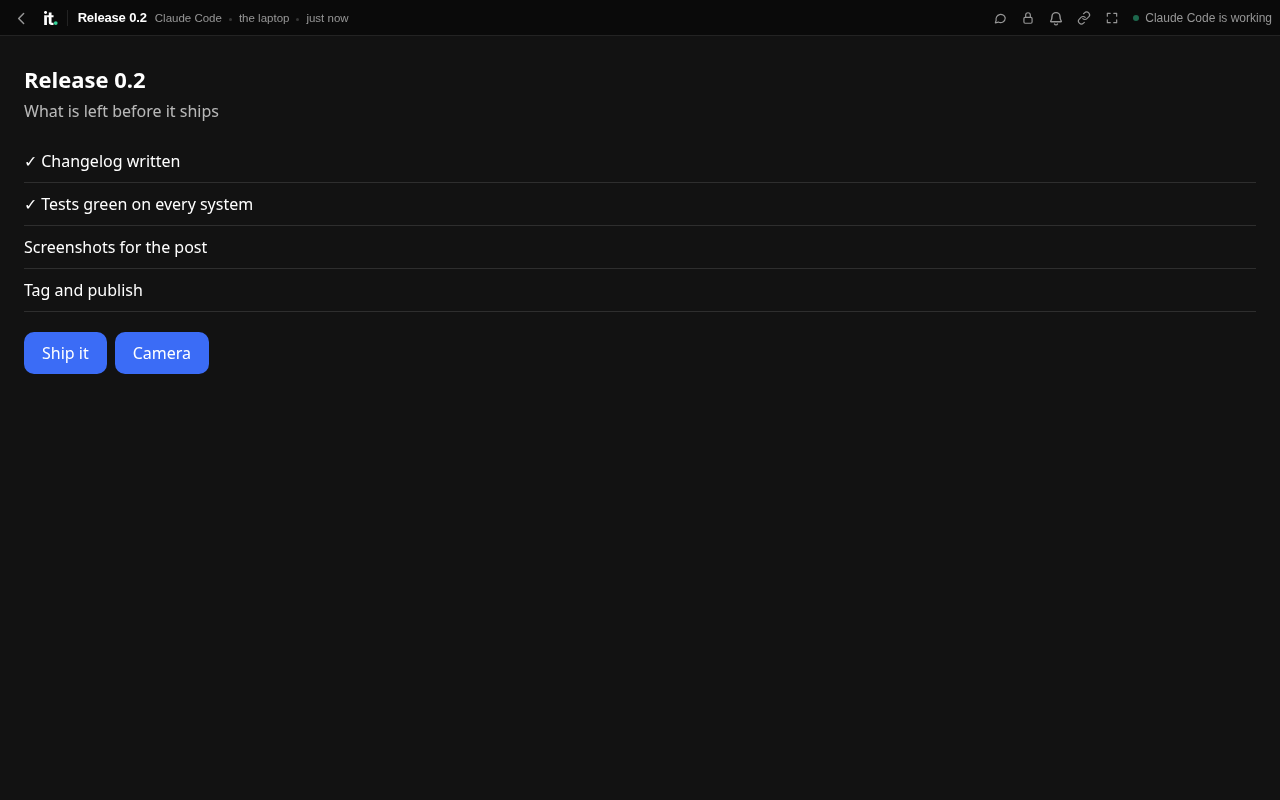 it. Release 0.2 Claude Code • the laptop • just now Claude Code is working
Release 0.2
What is left before it ships
✓ Changelog written
✓ Tests green on every system
Screenshots for the post
Tag and publish
Ship it Camera